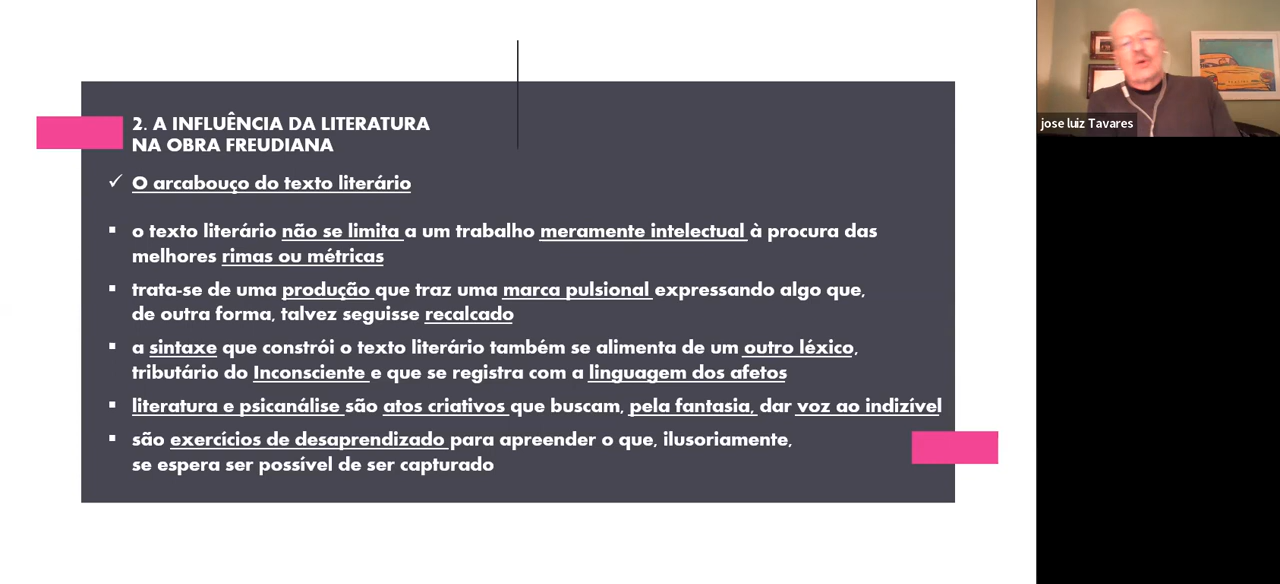 2. A INFLUÊNCIA DA LITERATURA
NA OBRA FREUDIANA
O arcabouço do texto literário
o texto literário não se limita a um trabalho meramente intelectual à procura das
melhores rimas ou métricas
trata-se de uma produção que traz uma marca pulsional expressando algo que,
de outra forma, talvez seguisse recalcado
a sintaxe que constrói o texto literário também se alimenta de um outro léxico,
tributário do Inconsciente e que se registra com a linguagem dos afetos
literatura e psicanálise são atos criativos que buscam, pela fantasia, dar voz ao indizível
são exercícios de desaprendizado para apreender o que, ilusoriamente,
se espera ser possível de ser capturado
jose luiz Tavares